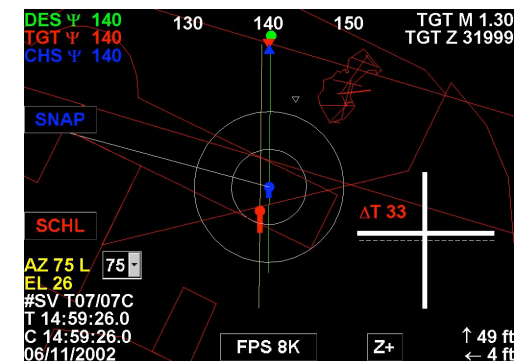 DES Ψ 140
TGT Ψ 140
CHS Ψ 140
130 140 150
TGT M 1.30
TGT Z 31999
SNAP
SCHL
ΔT 33
AZ 75 L 75
EL 26
#SV T07/07C
T 14:59:26.0
C 14:59:26.0
06/11/2002
FPS 8K
Z+
↑ 49 ft
← 4 ft